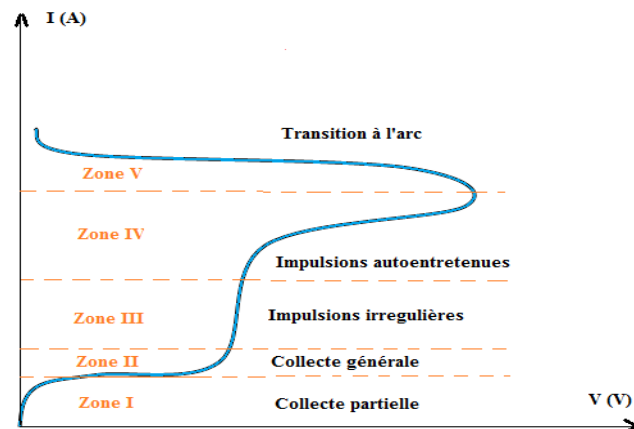 I (A)
Transition à l'arc
Zone V
Zone IV
Impulsions autoentretenues
Zone III
Impulsions irregulières
Zone II
Collecte générale
Zone I
Collecte partielle
V (V)